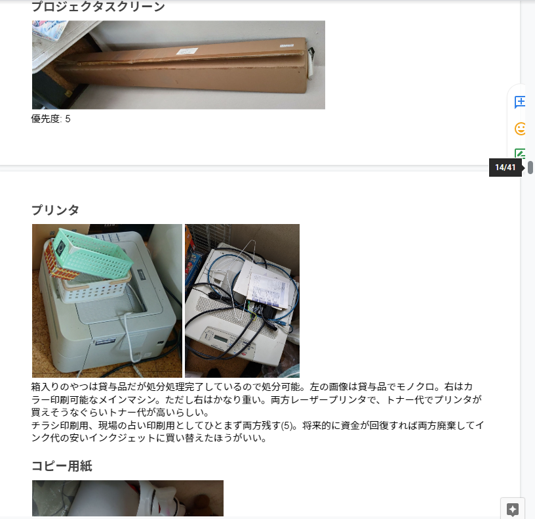 プロジェクタスクリーン
優先度: 5
14/41
プリンタ
箱入りのやつは貸与品だが処分処理完了しているので処分可能。左の画像は貸与品でモノクロ。右はカ
ラー印刷可能なメインマシン。ただし右はかなり重い。両方レーザープリンタで、トナー代でプリンタが
買えそうなぐらいトナー代が高いらしい。
チラシ印刷用、現場の占い印刷用としてひとまず両方残す(5)。将来的に資金が回復すれば両方廃棄してイ
ンク代の安いインクジェットに買い替えたほうがいい。
コピー用紙